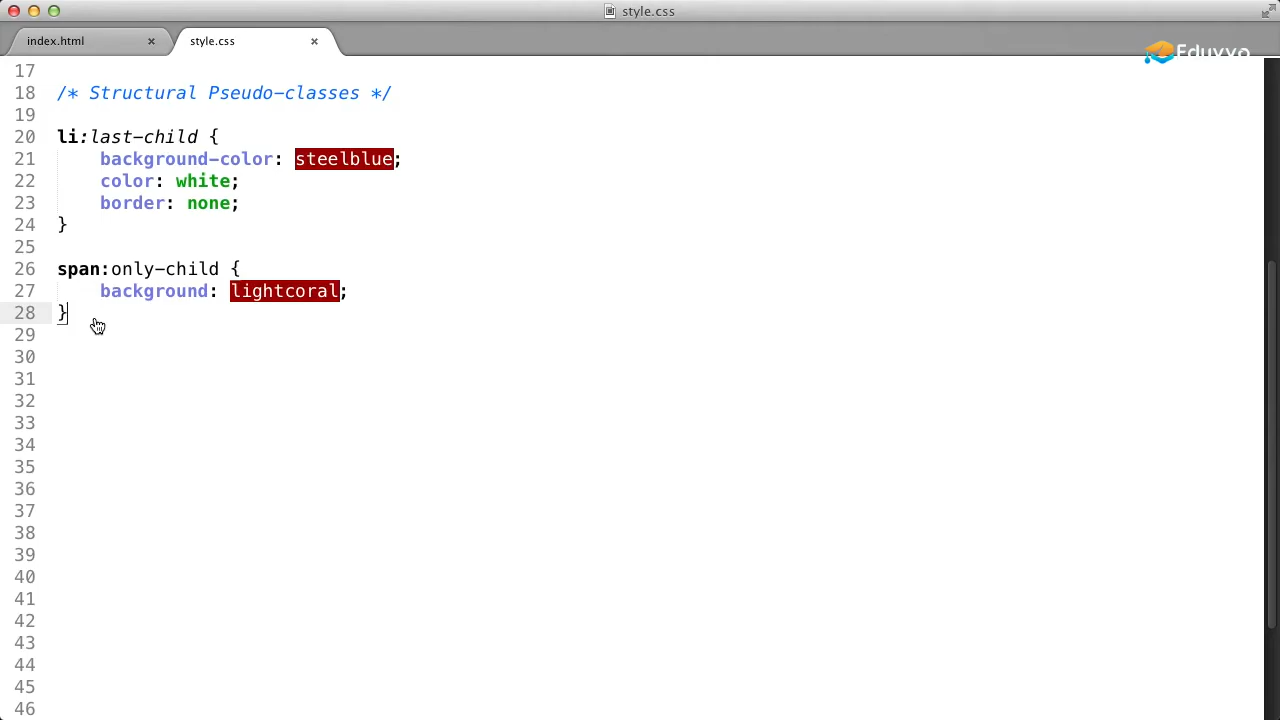 style.css
index.html × style.css ×
Eduvvo
17
18 /* Structural Pseudo-classes */
19
20 li:last-child {
21 background-color: steelblue;
22 color: white;
23 border: none;
24 }
25
26 span:only-child {
27 background: lightcoral;
28 }
29
30
31
32
33
34
35
36
37
38
39
40
41
42
43
44
45
46